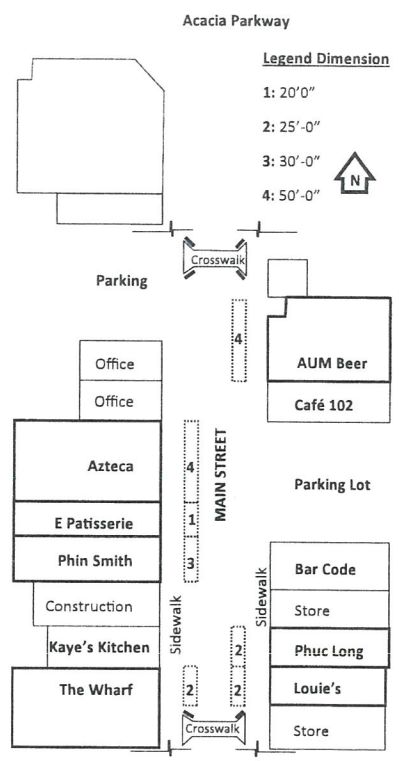 Acacia Parkway
Legend Dimension
1: 20'0"
2: 25'-0"
3: 30'-0"
4: 50'-0"
N
Crosswalk
Parking
4
AUM Beer
Café 102
Office
Office
Azteca
4
MAIN STREET
Parking Lot
E Patisserie
1
Phin Smith
3
Bar Code
Construction
Sidewalk
Sidewalk
Store
Kaye's Kitchen
2
Phuc Long
The Wharf
2
2
Louie's
Crosswalk
Store